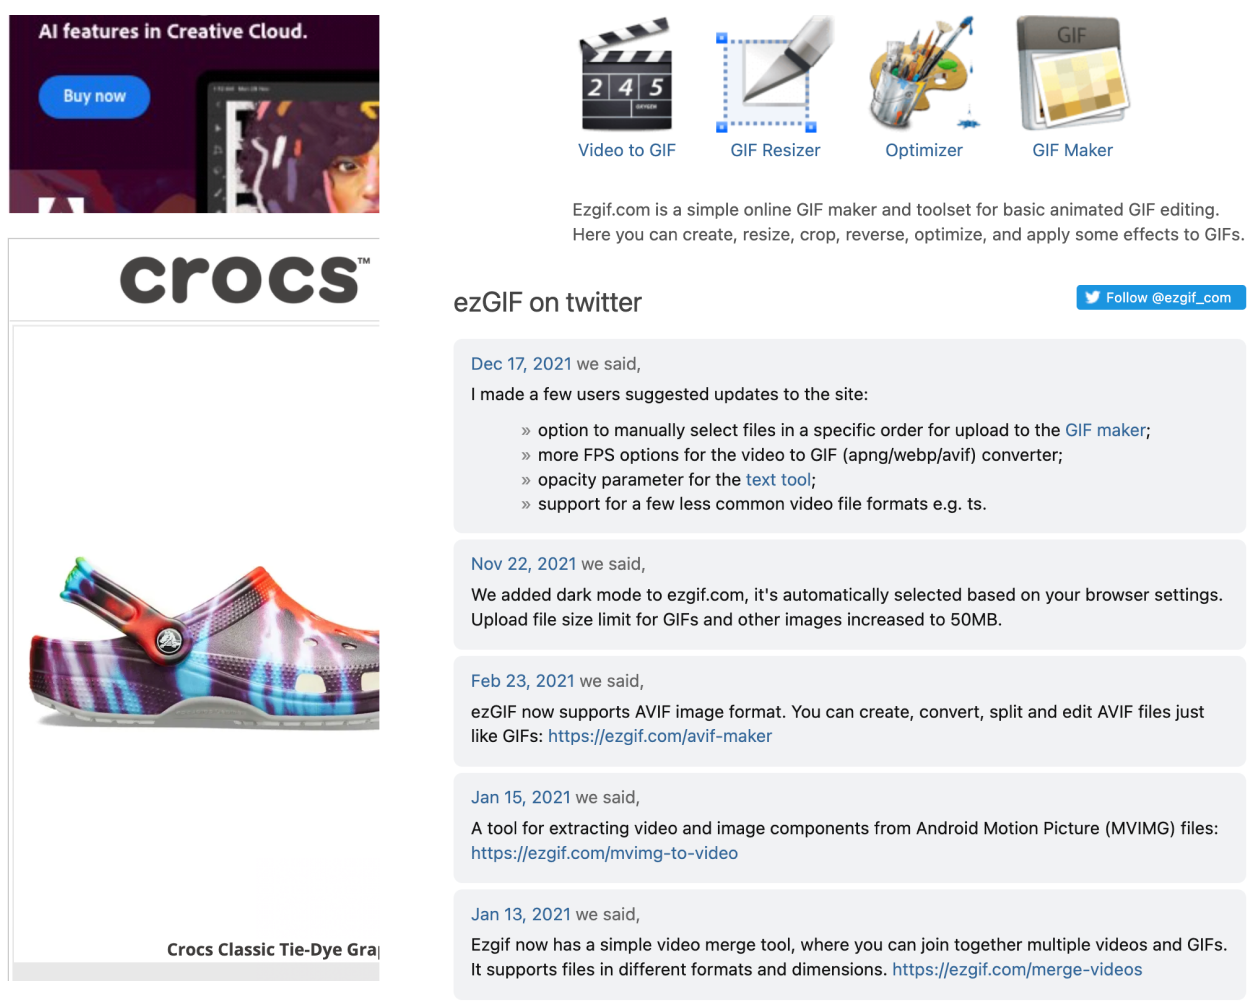 AI features in Creative Cloud.
Buy now
crocs™
Crocs Classic Tie-Dye Gra
2 4 5
OXYGEN
GIF
Video to GIF
GIF Resizer
Optimizer
GIF Maker
Ezgif.com is a simple online GIF maker and toolset for basic animated GIF editing.
Here you can create, resize, crop, reverse, optimize, and apply some effects to GIFs.
ezGIF on twitter
Follow @ezgif_com
Dec 17, 2021 we said,
I made a few users suggested updates to the site:
» option to manually select files in a specific order for upload to the GIF maker;
» more FPS options for the video to GIF (apng/webp/avif) converter;
» opacity parameter for the text tool;
» support for a few less common video file formats e.g. ts.
Nov 22, 2021 we said,
We added dark mode to ezgif.com, it's automatically selected based on your browser settings.
Upload file size limit for GIFs and other images increased to 50MB.
Feb 23, 2021 we said,
ezGIF now supports AVIF image format. You can create, convert, split and edit AVIF files just
like GIFs: https://ezgif.com/avif-maker
Jan 15, 2021 we said,
A tool for extracting video and image components from Android Motion Picture (MVIMG) files:
https://ezgif.com/mvimg-to-video
Jan 13, 2021 we said,
Ezgif now has a simple video merge tool, where you can join together multiple videos and GIFs.
It supports files in different formats and dimensions. https://ezgif.com/merge-videos